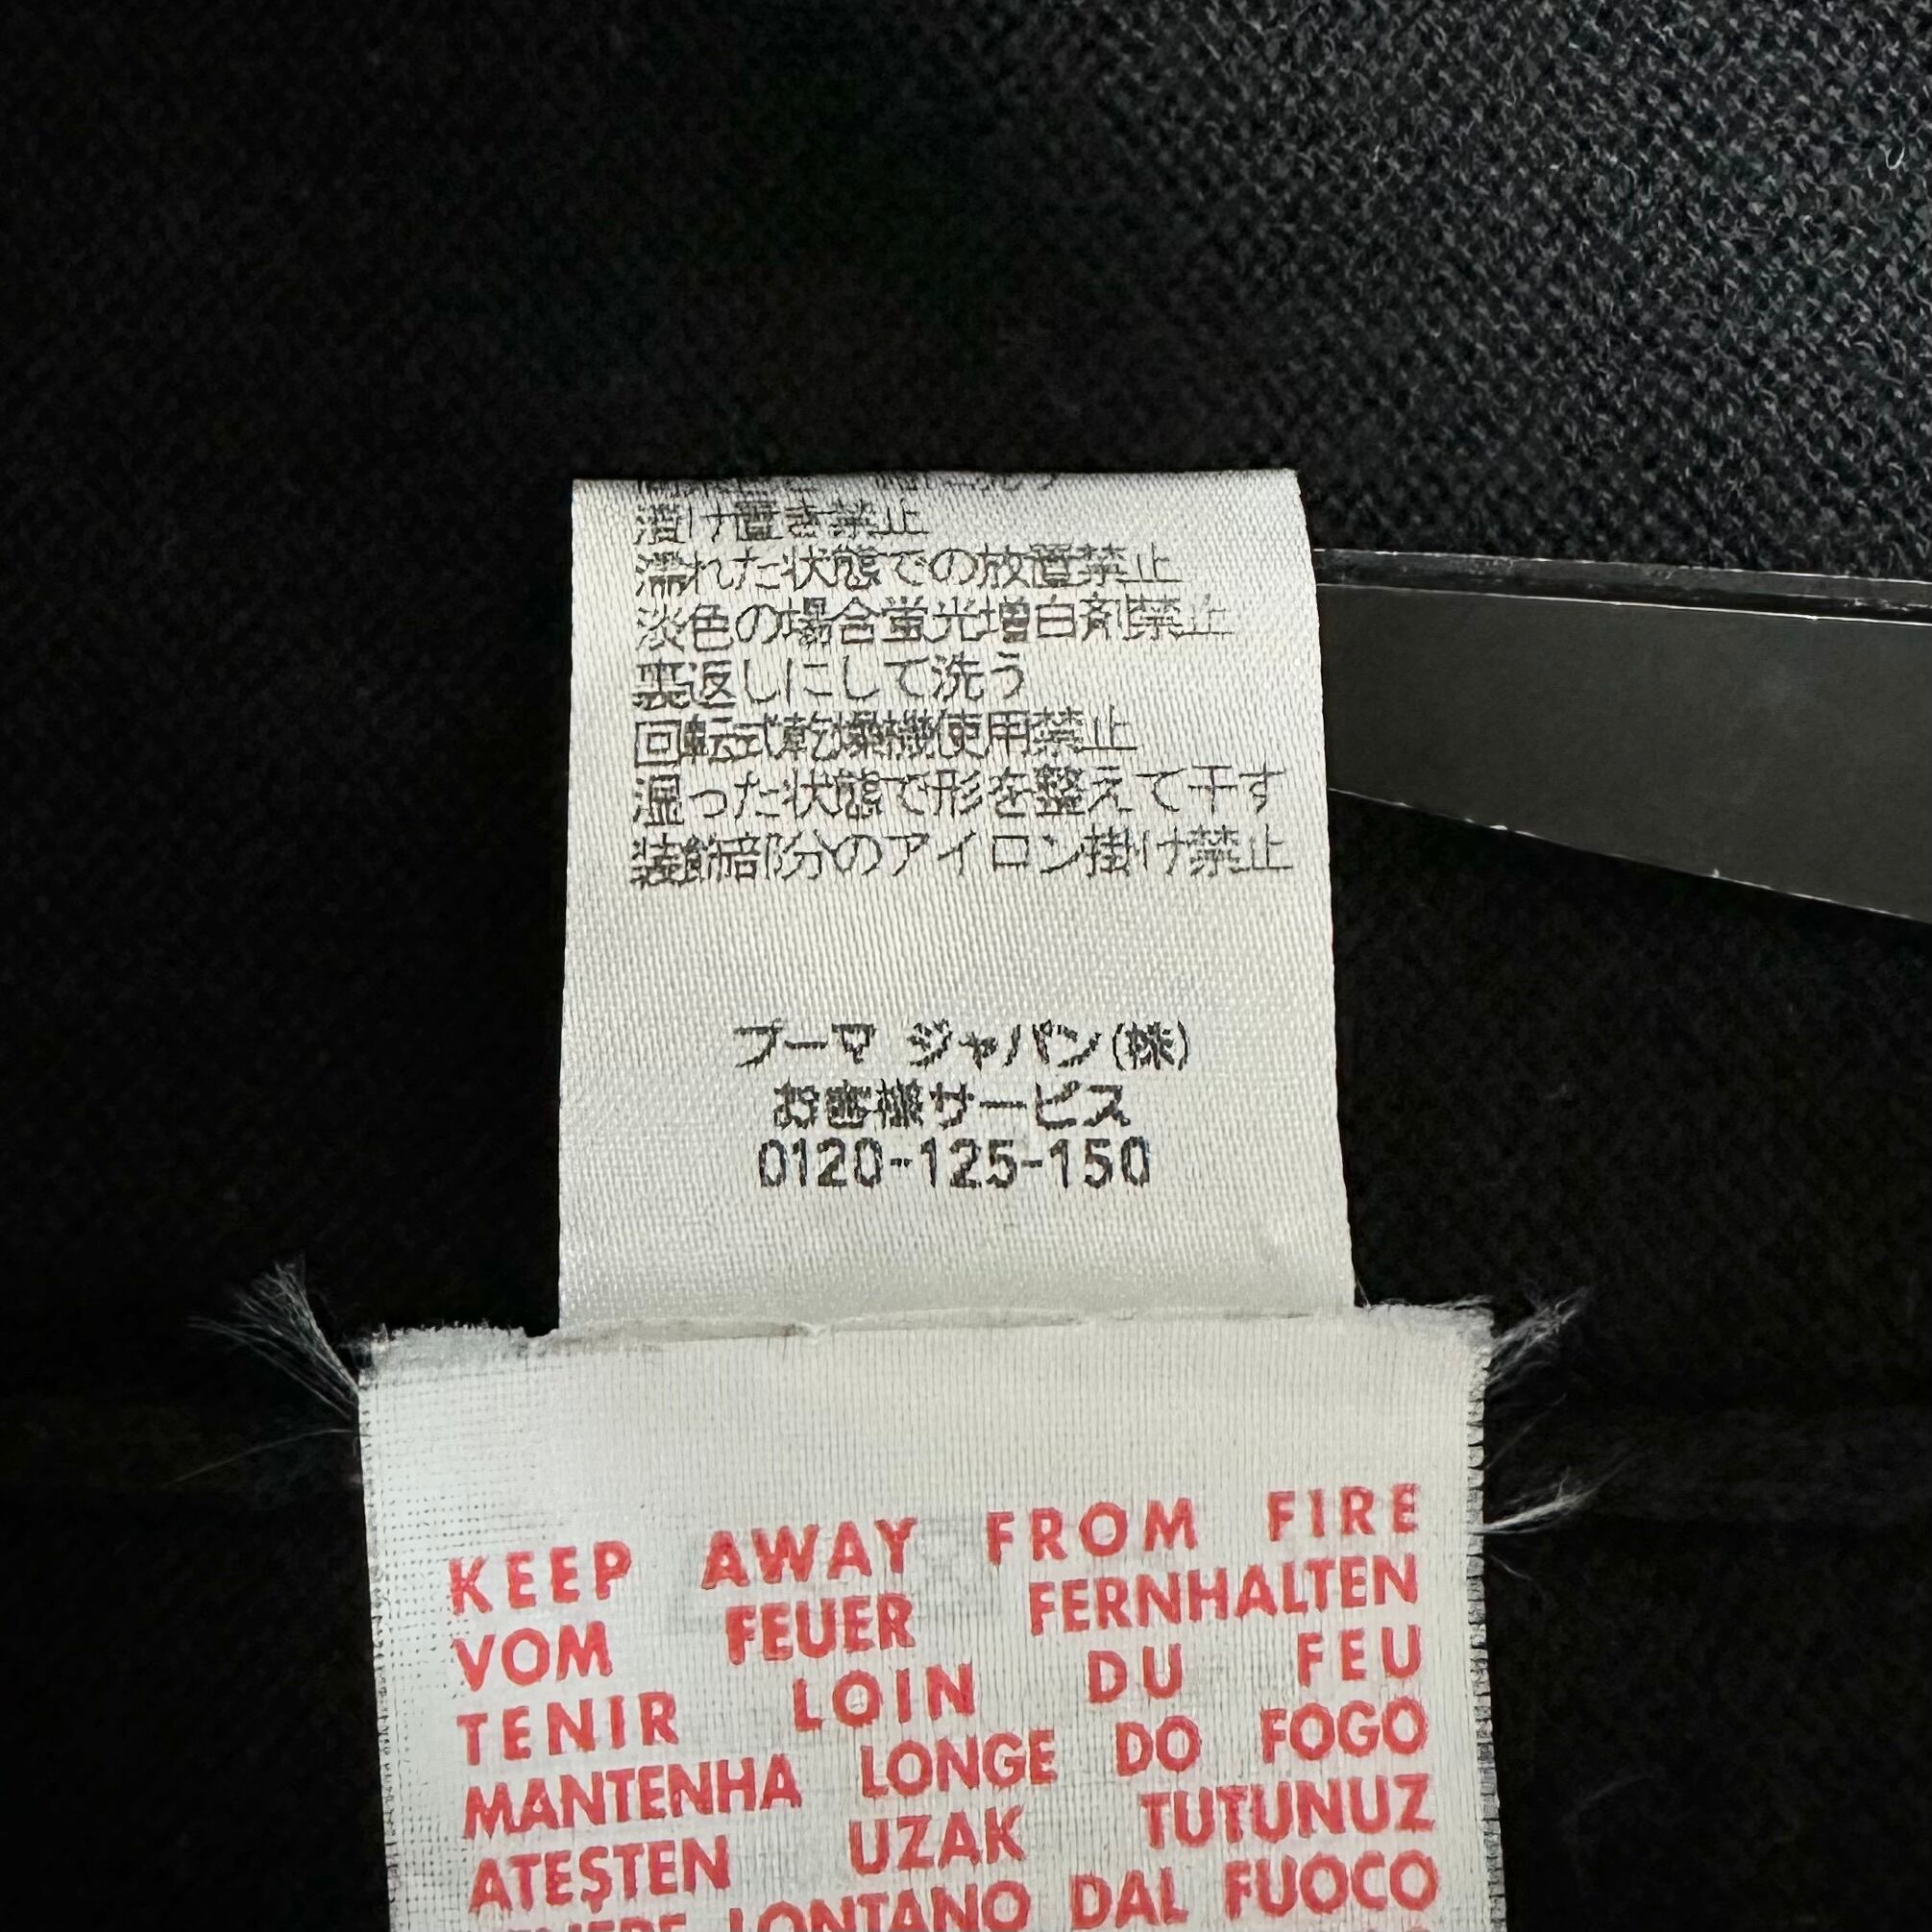 漬け置き禁止
濡れた状態での放置禁止
淡色の場合蛍光増白剤禁止
裏返しにして洗う
回転式乾燥機使用禁止
湿った状態で形を整えて干す
装飾部分のアイロン掛け禁止
プーマ ジャパン(株)
お客様サービス
0120-125-150
KEEP AWAY FROM FIRE
VOM FEUER FERNHALTEN
TENIR LOIN DU FEU
MANTENHA LONGE DO FOGO
ATEŞTEN UZAK TUTUNUZ
LONTANO DAL FUOCO